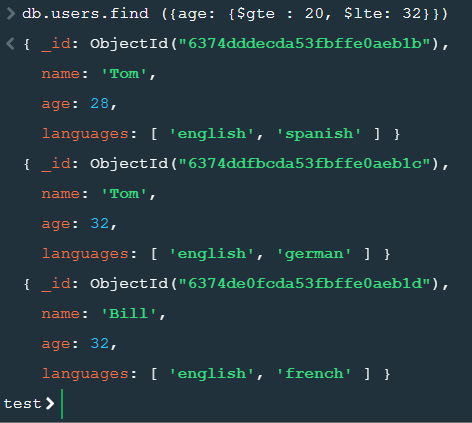 > db.users.find ({age: {$gte : 20, $lte: 32}})
< { _id: ObjectId("6374dddecda53fbffe0aeb1b"),
name: 'Tom',
age: 28,
languages: [ 'english', 'spanish' ] }
{ _id: ObjectId("6374ddfbcda53fbffe0aeb1c"),
name: 'Tom',
age: 32,
languages: [ 'english', 'german' ] }
{ _id: ObjectId("6374de0fcda53fbffe0aeb1d"),
name: 'Bill',
age: 32,
languages: [ 'english', 'french' ] }
test>